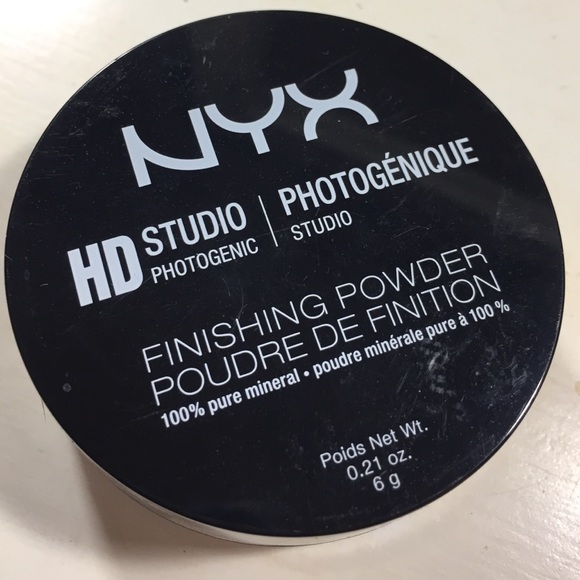 NYX
HD STUDIO PHOTOGENIC | PHOTOGÉNIQUE STUDIO
FINISHING POWDER
POUDRE DE FINITION
100% pure mineral • poudre minérale pure à 100%
Poids Net Wt.
0.21 oz.
6 g